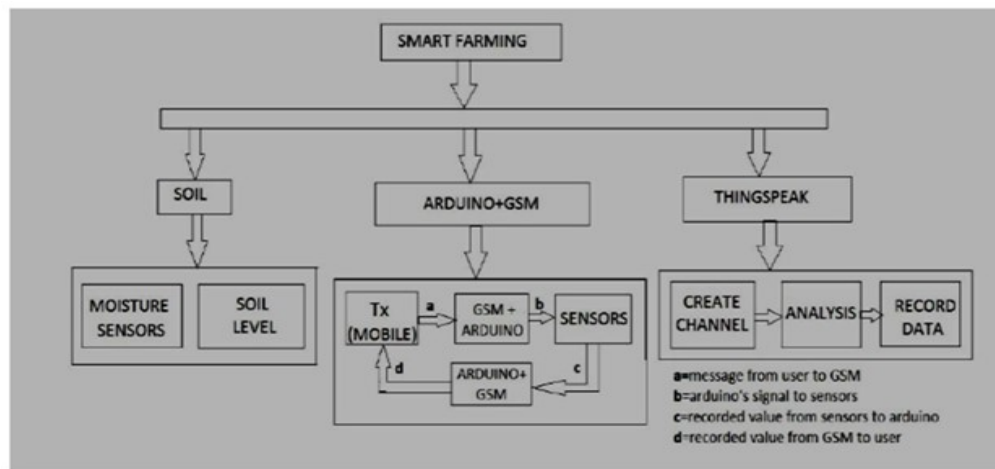 SMART FARMING
SOIL
ARDUINO+GSM
THINGSPEAK
MOISTURE
SENSORS
SOIL
LEVEL
Tx
(MOBILE)
a
GSM +
ARDUINO
b
SENSORS
d
ARDUINO+
GSM
c
CREATE
CHANNEL
ANALYSIS
RECORD
DATA
a=message from user to GSM
b=arduino's signal to sensors
c=recorded value from sensors to arduino
d=recorded value from GSM to user